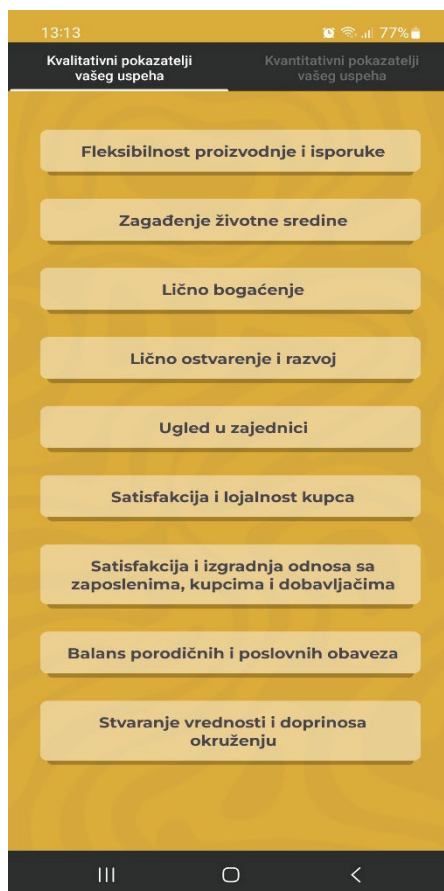 13:13
77%
Kvalitativni pokazatelji
vašeg uspeha
Kvantitativni pokazatelji
vašeg uspeha
Fleksibilnost proizvodnje i isporuke
Zagađenje životne sredine
Lično bogaćenje
Lično ostvarenje i razvoj
Ugled u zajednici
Satisfakcija i lojalnost kupca
Satisfakcija i izgradnja odnosa sa
zaposlenima, kupcima i dobavljačima
Balans porodičnih i poslovnih obaveza
Stvaranje vrednosti i doprinosa
okruženju